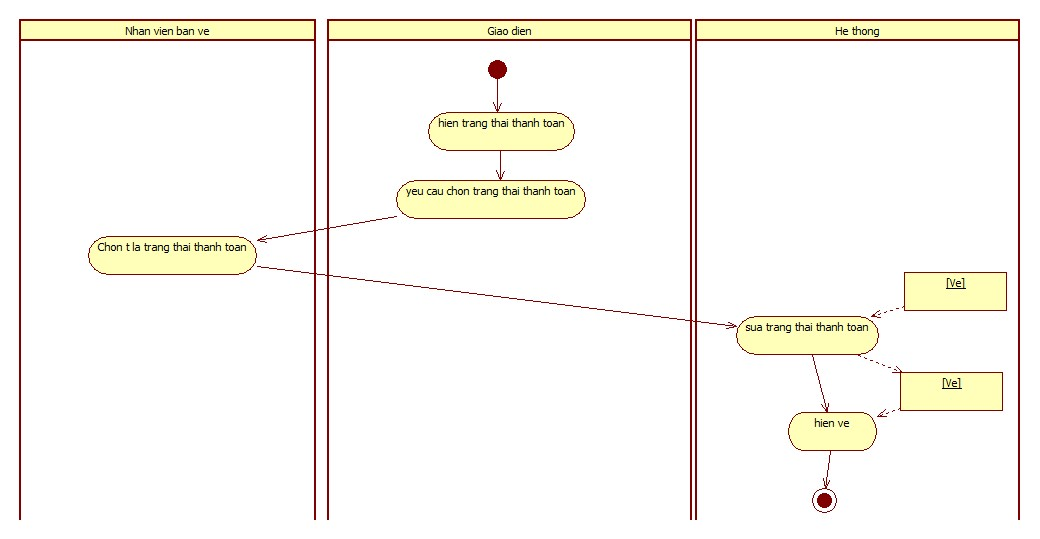 Nhan vien ban ve
Giao dien
He thong
hien trang thai thanh toan
yeu cau chon trang thai thanh toan
Chon t la trang thai thanh toan
[Ve]
sua trang thai thanh toan
[Ve]
hien ve